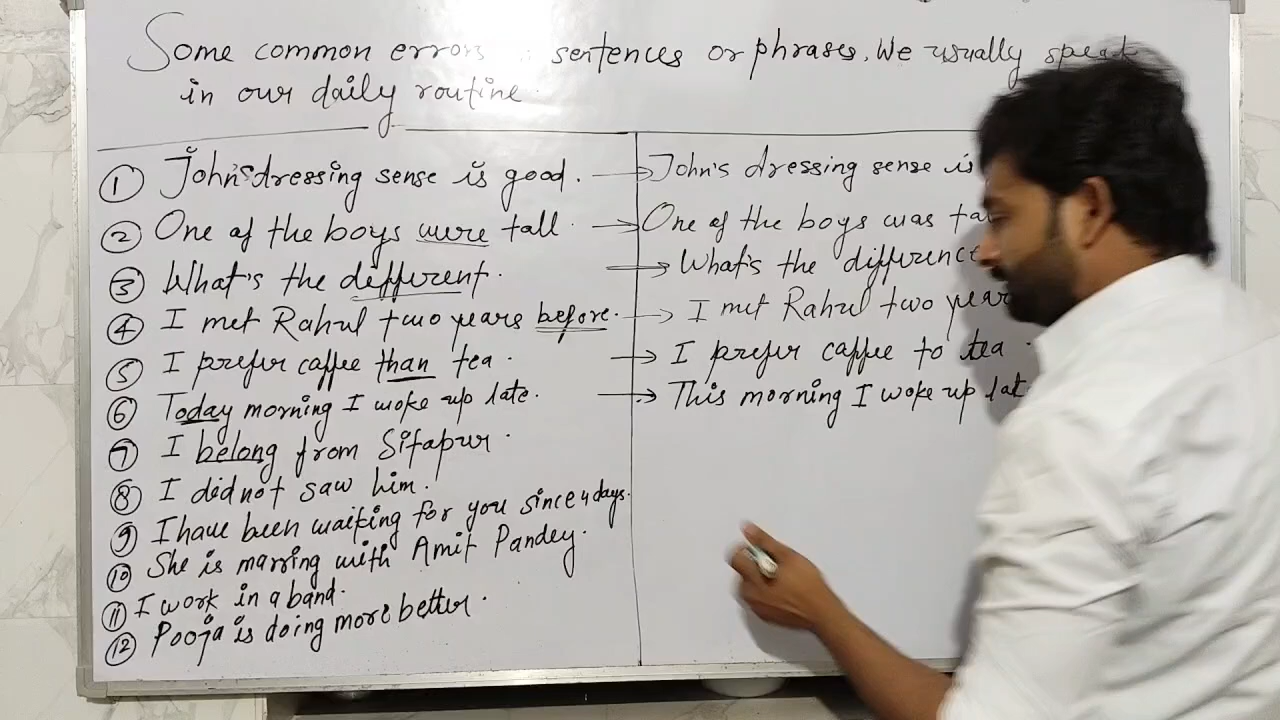 Some common errors sentences or phrases. We usually speak
in our daily routine.
① John's dressing sense is good. → John's dressing sense is
② One of the boys were tall. → One of the boys was
③ What's the different. → What's the difference
④ I met Rahul two years before. → I met Rahul two years
⑤ I prefer caffee than tea. → I prefer caffee to tea.
⑥ Today morning I woke up late. → This morning I woke up
⑦ I belong from Sitapur.
⑧ I did not saw him.
⑨ I have been waiting for you since 4 days.
⑩ She is marring with Amit Pandey.
⑪ I work in a band.
⑫ Pooja is doing more better.